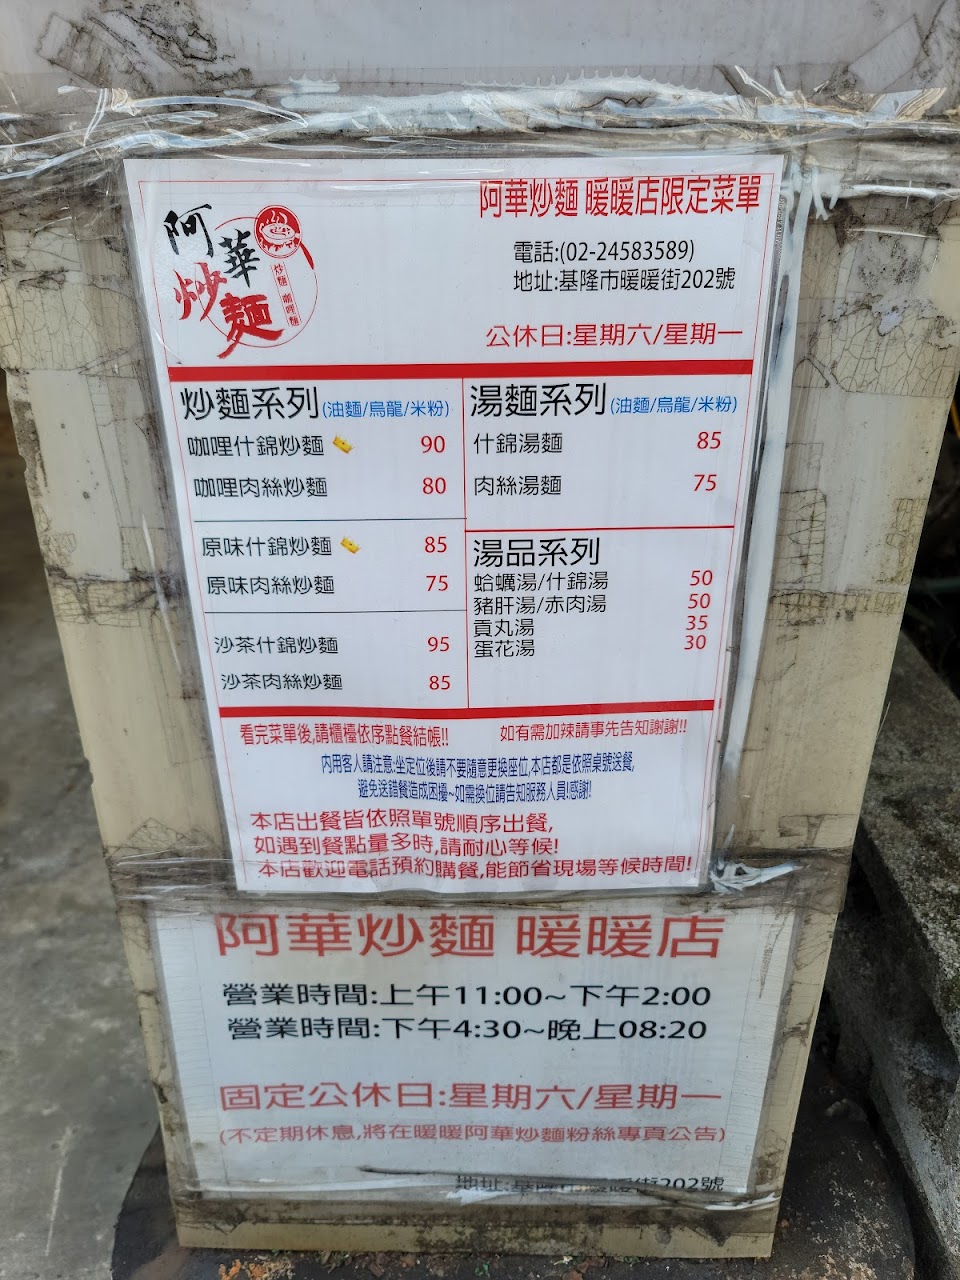 阿華炒麵 暖暖店限定菜單
阿華炒麵
炒麵 咖哩麵
電話:(02-24583589)
地址:基隆市暖暖街202號
公休日:星期六/星期一
炒麵系列(油麵/烏龍/米粉)
咖哩什錦炒麵 90
咖哩肉絲炒麵 80
原味什錦炒麵 85
原味肉絲炒麵 75
沙茶什錦炒麵 95
沙茶肉絲炒麵 85
湯麵系列(油麵/烏龍/米粉)
什錦湯麵 85
肉絲湯麵 75
湯品系列
蛤蠣湯/什錦湯 50
豬肝湯/赤肉湯 50
貢丸湯 35
蛋花湯 30
看完菜單後,請櫃檯依序點餐結帳!!
如有需加辣請事先告知謝謝!!
內用客人請注意:坐定位後請不要隨意更換座位,本店都是依照桌號送餐,
避免送錯餐造成困擾~如需換位請告知服務人員!感謝!
本店出餐皆依照單號順序出餐,
如遇到餐點量多時,請耐心等候!
本店歡迎電話預約購餐,能節省現場等候時間!
阿華炒麵 暖暖店
營業時間:上午11:00~下午2:00
營業時間:下午4:30~晚上08:20
固定公休日:星期六/星期一
(不定期休息,將在暖暖阿華炒麵粉絲專頁公告)
地址:基隆市暖暖街202號